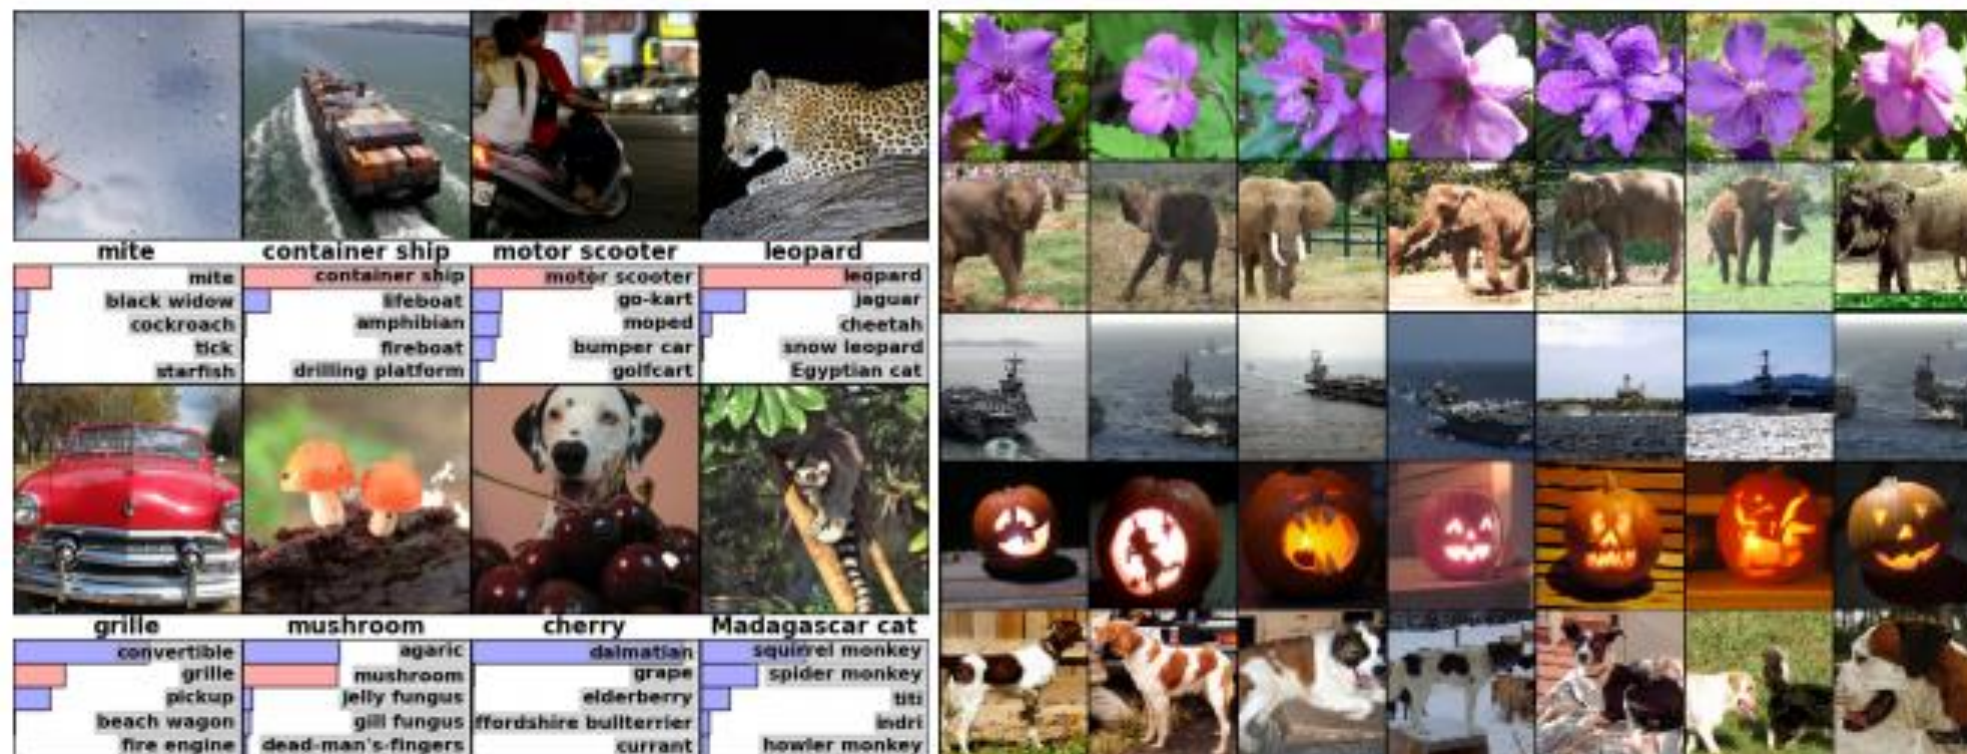 mite
container ship
motor scooter
leopard
mite
black widow
cockroach
tick
starfish
container ship
lifeboat
amphibian
fireboat
drilling platform
motor scooter
go-kart
moped
bumper car
golfcart
leopard
jaguar
cheetah
snow leopard
Egyptian cat
grille
mushroom
cherry
Madagascar cat
convertible
grille
pickup
beach wagon
fire engine
agaric
mushroom
jelly fungus
gill fungus
dead-man's-fingers
dalmatian
grape
elderberry
ffordshire bullterrier
currant
squirrel monkey
spider monkey
titi
indri
howler monkey